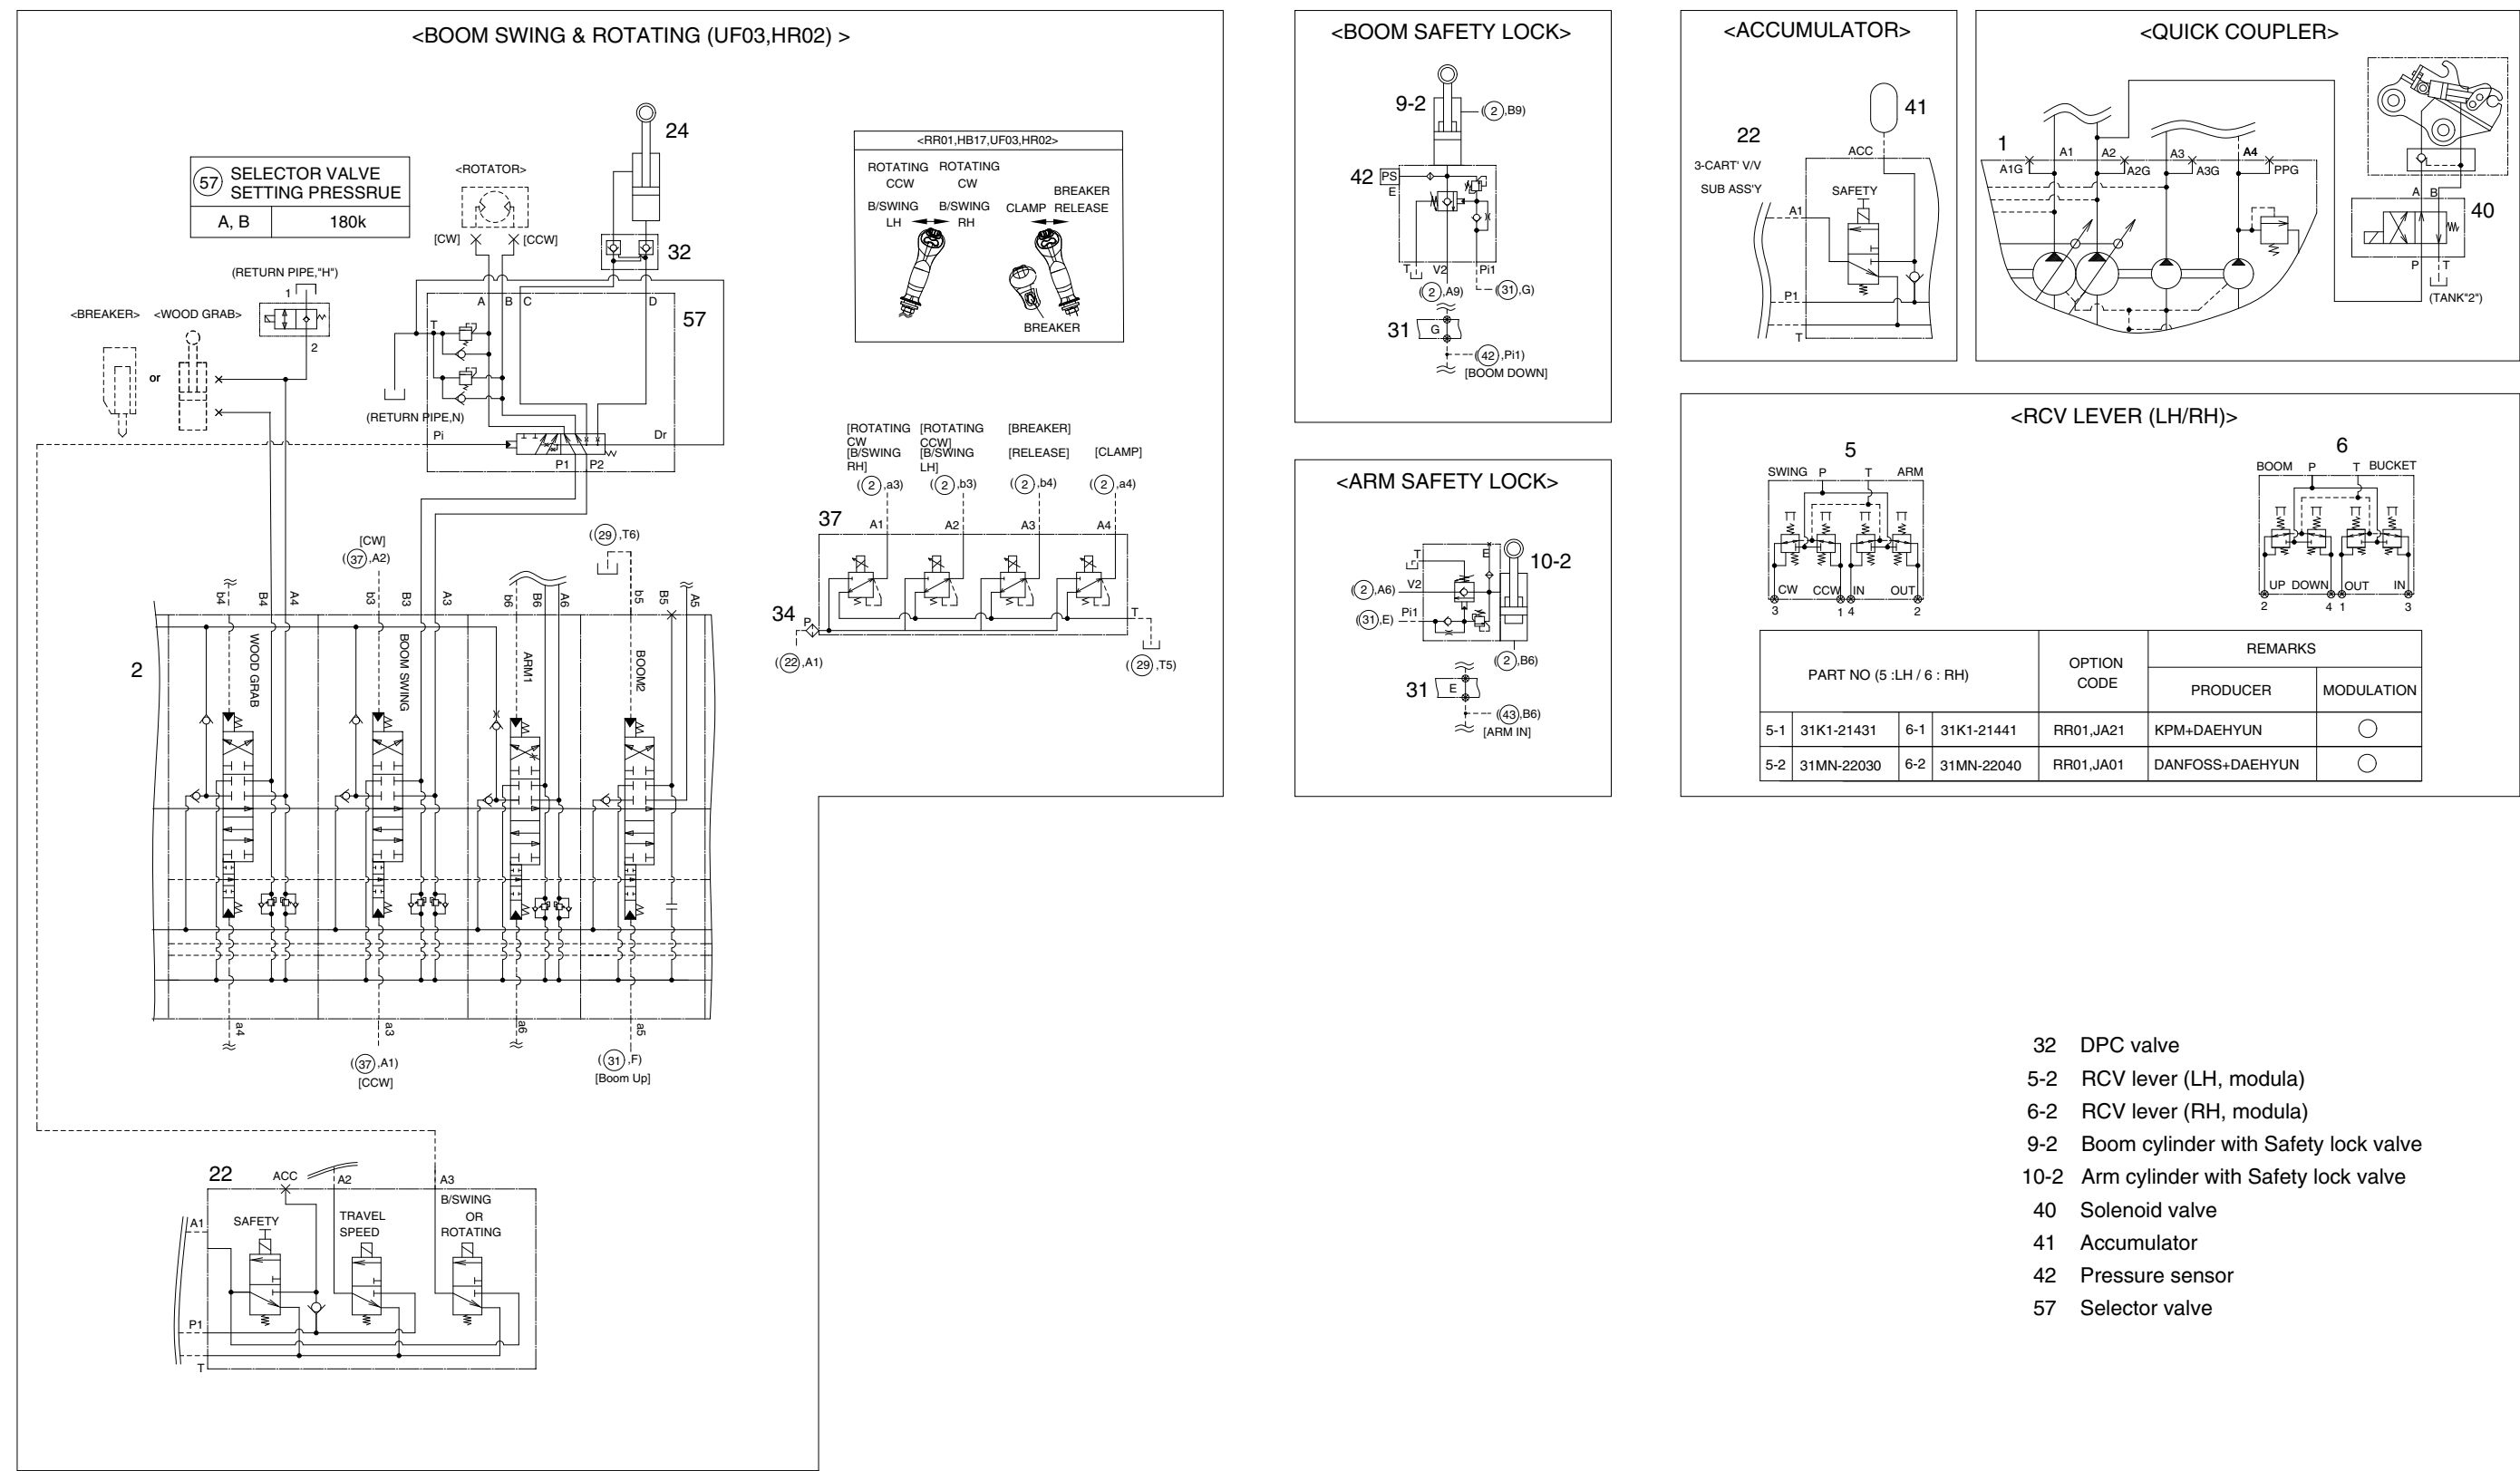 <BOOM SWING & ROTATING (UF03,HR02) >
57
SELECTOR VALVE
SETTING PRESSRUE
A, B
180k
<ROTATOR>
[CW]
[CCW]
24
32
(RETURN PIPE,"H")
1
2
<BREAKER>
<WOOD GRAB>
or
A
B
C
D
57
T
(RETURN PIPE,N)
Pi
Dr
P1
P2
<RR01,HB17,UF03,HR02>
ROTATING
CCW
ROTATING
CW
BREAKER
B/SWING
LH
B/SWING
RH
CLAMP
RELEASE
BREAKER
[ROTATING
CW
[B/SWING
RH]
[ROTATING
CCW]
[B/SWING
LH]
[BREAKER]
[RELEASE]
[CLAMP]
(2,a3)
(2,b3)
(2,b4)
(2,a4)
37
A1
A2
A3
A4
34
P
T
(22,A1)
(29,T5)
[CW]
(37,A2)
(29,T6)
b4
B4
A4
b3
B3
A3
b6
B6
A6
b5
B5
A5
2
WOOD GRAB
BOOM SWING
ARM1
BOOM2
a4
a3
a6
a5
(37,A1)
[CCW]
(31,F)
[Boom Up]
22
ACC
A2
A3
A1
SAFETY
TRAVEL
SPEED
B/SWING
OR
ROTATING
P1
T
<BOOM SAFETY LOCK>
9-2
(2,B9)
42
PS
E
T
V2
Pi1
(2,A9)
(31,G)
31
G
(42,Pi1)
[BOOM DOWN]
<ARM SAFETY LOCK>
T
E
10-2
(2,A6)
V2
(31,E)
Pi1
(2,B6)
31
E
(43,B6)
[ARM IN]
<ACCUMULATOR>
41
22
3-CART' V/V
SUB ASS'Y
ACC
SAFETY
A1
P1
T
<QUICK COUPLER>
1
A1
A2
A3
A4
A1G
A2G
A3G
PPG
A
B
40
P
T
(TANK"2")
<RCV LEVER (LH/RH)>
5
SWING
P
T
ARM
CW
CCW
IN
OUT
3
1
4
2
6
BOOM
P
T
BUCKET
UP
DOWN
OUT
IN
2
4
1
3
PART NO (5 :LH / 6 : RH)
OPTION
CODE
REMARKS
PRODUCER
MODULATION
5-1
31K1-21431
6-1
31K1-21441
RR01,JA21
KPM+DAEHYUN
○
5-2
31MN-22030
6-2
31MN-22040
RR01,JA01
DANFOSS+DAEHYUN
○
32 DPC valve
5-2 RCV lever (LH, modula)
6-2 RCV lever (RH, modula)
9-2 Boom cylinder with Safety lock valve
10-2 Arm cylinder with Safety lock valve
40 Solenoid valve
41 Accumulator
42 Pressure sensor
57 Selector valve